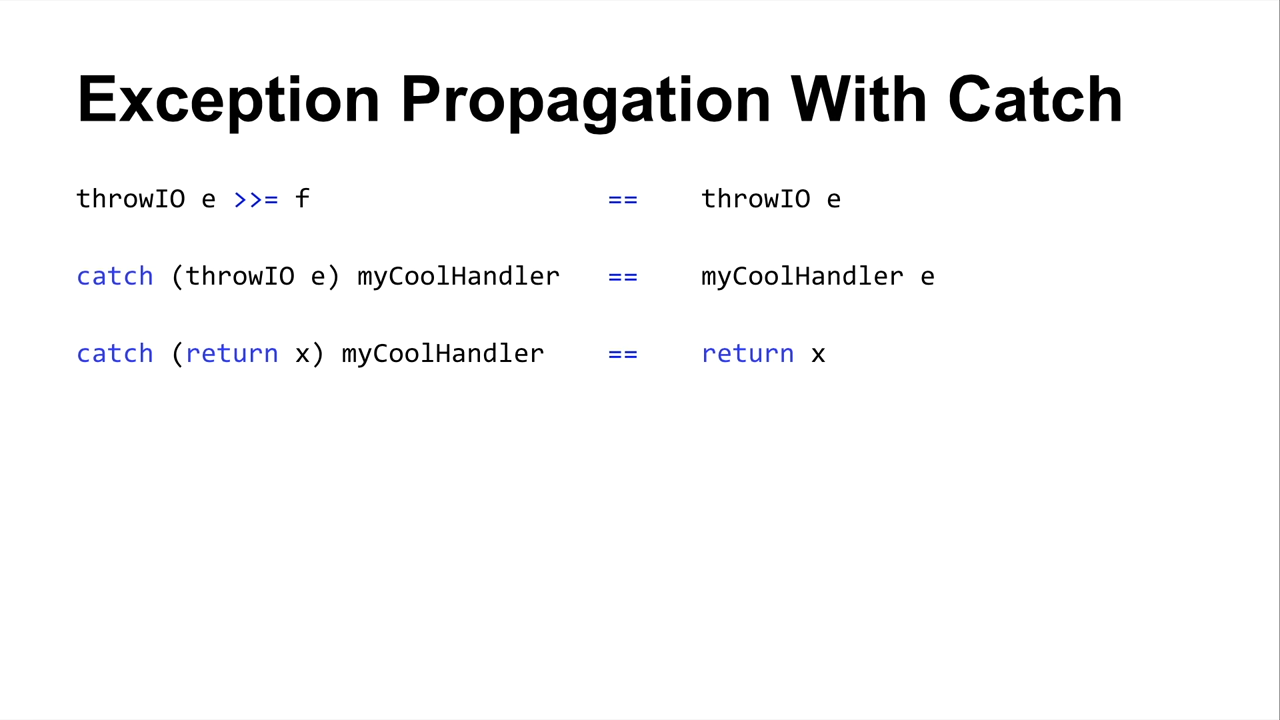 Exception Propagation With Catch
throwIO e >>= f == throwIO e
catch (throwIO e) myCoolHandler == myCoolHandler e
catch (return x) myCoolHandler == return x